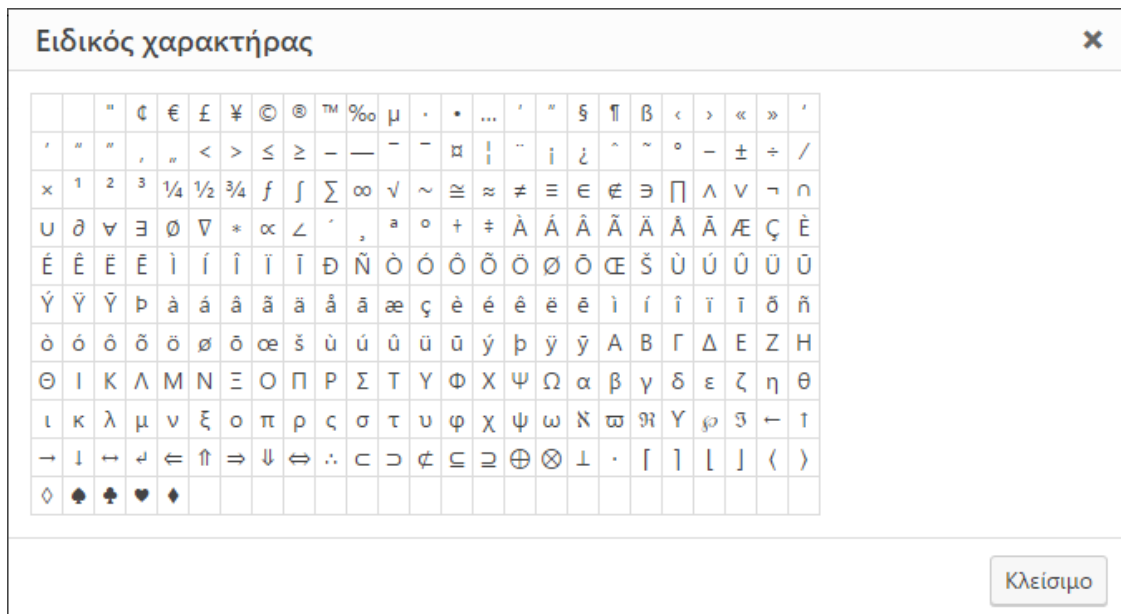 Ειδικός χαρακτήρας ×
" ¢ € £ ¥ © ® ™ ‰ µ · • … ′ ″ § ¶ ß ‹ › « » ‘
’ “ ” ‚ „ < > ≤ ≥ – — ¯ ‾ ¤ ¦ ¨ ¡ ¿ ˆ ˜ ° − ± ÷ ⁄
× ¹ ² ³ ¼ ½ ¾ ƒ ∫ ∑ ∞ √ ∼ ≅ ≈ ≠ ≡ ∈ ∉ ∋ ∏ ∧ ∨ ¬ ∩
∪ ∂ ∀ ∃ ∅ ∇ ∗ ∝ ∠ ´ ¸ ª º † ‡ À Á Â Ã Ä Å Ā Æ Ç È
É Ê Ë Ē Ì Í Î Ï Ī Ð Ñ Ò Ó Ô Õ Ö Ø Ō Œ Š Ù Ú Û Ü Ū
Ý Ÿ Ȳ Þ à á â ã ä å ā æ ç è é ê ë ē ì í î ï ī ð ñ
ò ó ô õ ö ø ō œ š ù ú û ü ū ý þ ÿ ȳ Α Β Γ Δ Ε Ζ Η
Θ Ι Κ Λ Μ Ν Ξ Ο Π Ρ Σ Τ Υ Φ Χ Ψ Ω α β γ δ ε ζ η θ
ι κ λ μ ν ξ ο π ρ ς σ τ υ φ χ ψ ω ℵ ϖ ℜ ϒ ℘ ℑ ← ↑
→ ↓ ↔ ↵ ⇐ ⇑ ⇒ ⇓ ⇔ ∴ ⊂ ⊃ ⊄ ⊆ ⊇ ⊕ ⊗ ⊥ ⋅ ⌈ ⌉ ⌊ ⌋ ⟨ ⟩
◊ ♠ ♣ ♥ ♦
Κλείσιμο